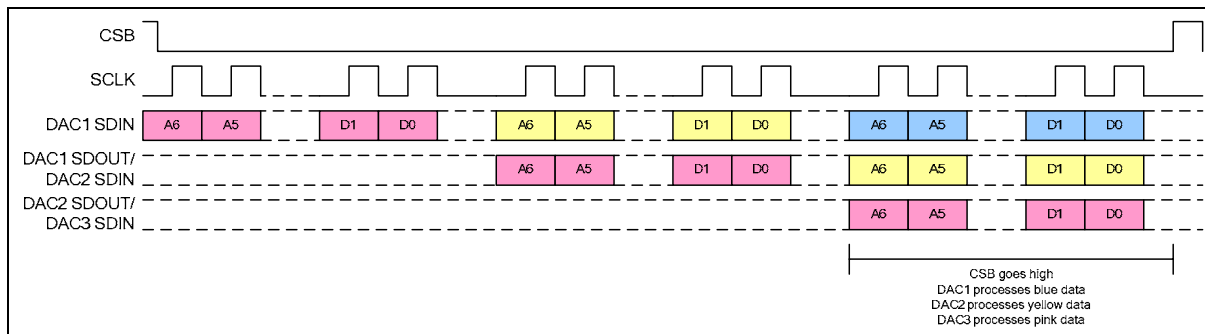 CSB
SCLK
DAC1 SDIN
A6 A5 D1 D0 A6 A5 D1 D0 A6 A5 D1 D0
DAC1 SDOUT/
DAC2 SDIN
A6 A5 D1 D0 A6 A5 D1 D0
DAC2 SDOUT/
DAC3 SDIN
A6 A5 D1 D0
CSB goes high
DAC1 processes blue data
DAC2 processes yellow data
DAC3 processes pink data